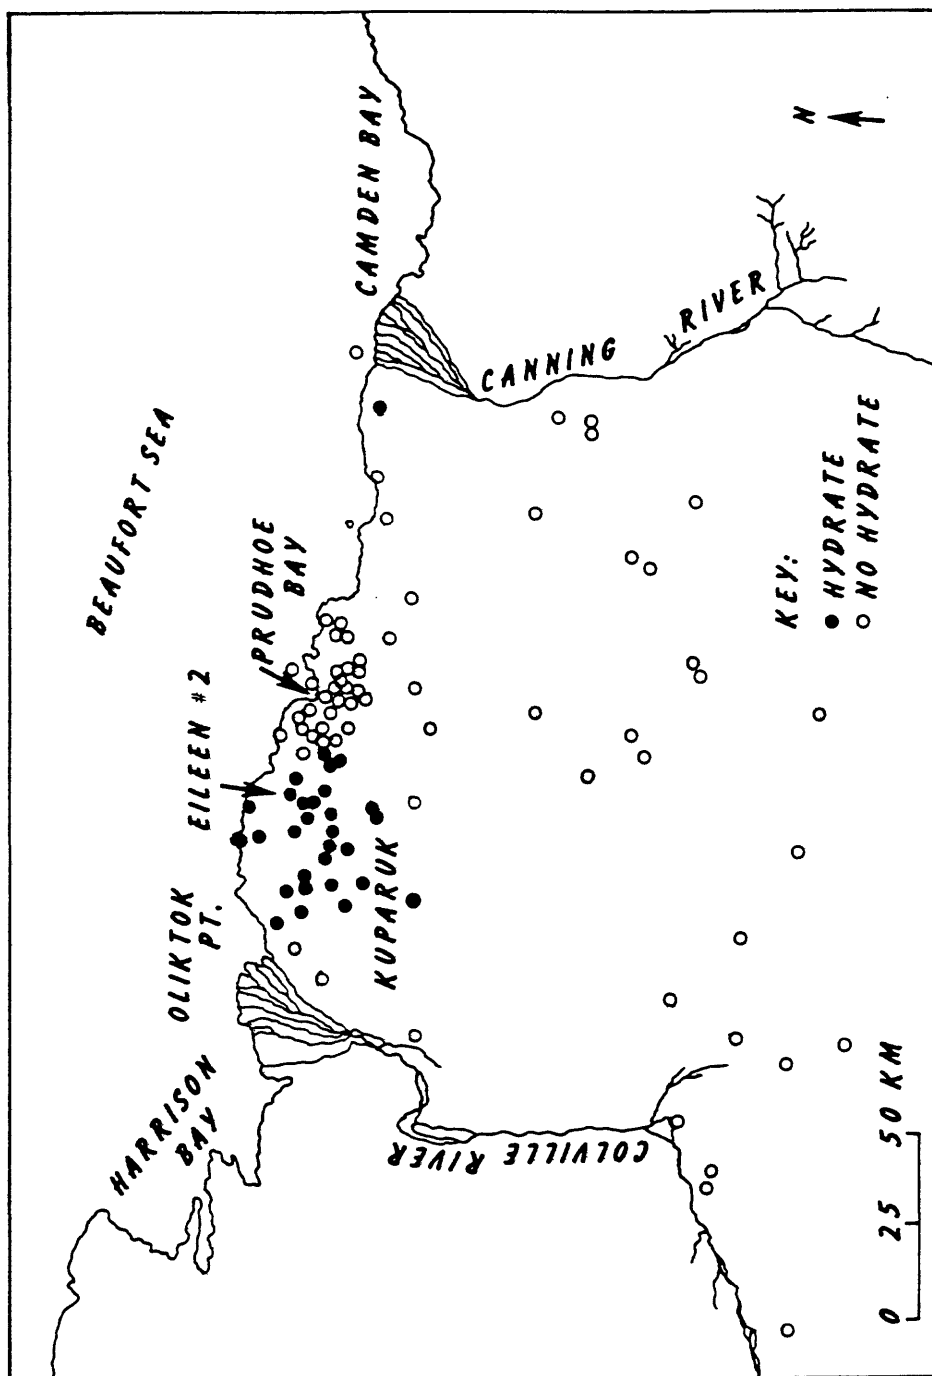 HARRISON
BAY
OLIKTOK
PT.
EILEEN #2
PRUDHOE
BAY
BEAUFORT SEA
CAMDEN BAY
N
KUPARUK
COLVILLE RIVER
CANNING RIVER
KEY:
HYDRATE
NO HYDRATE
0 25 50 KM